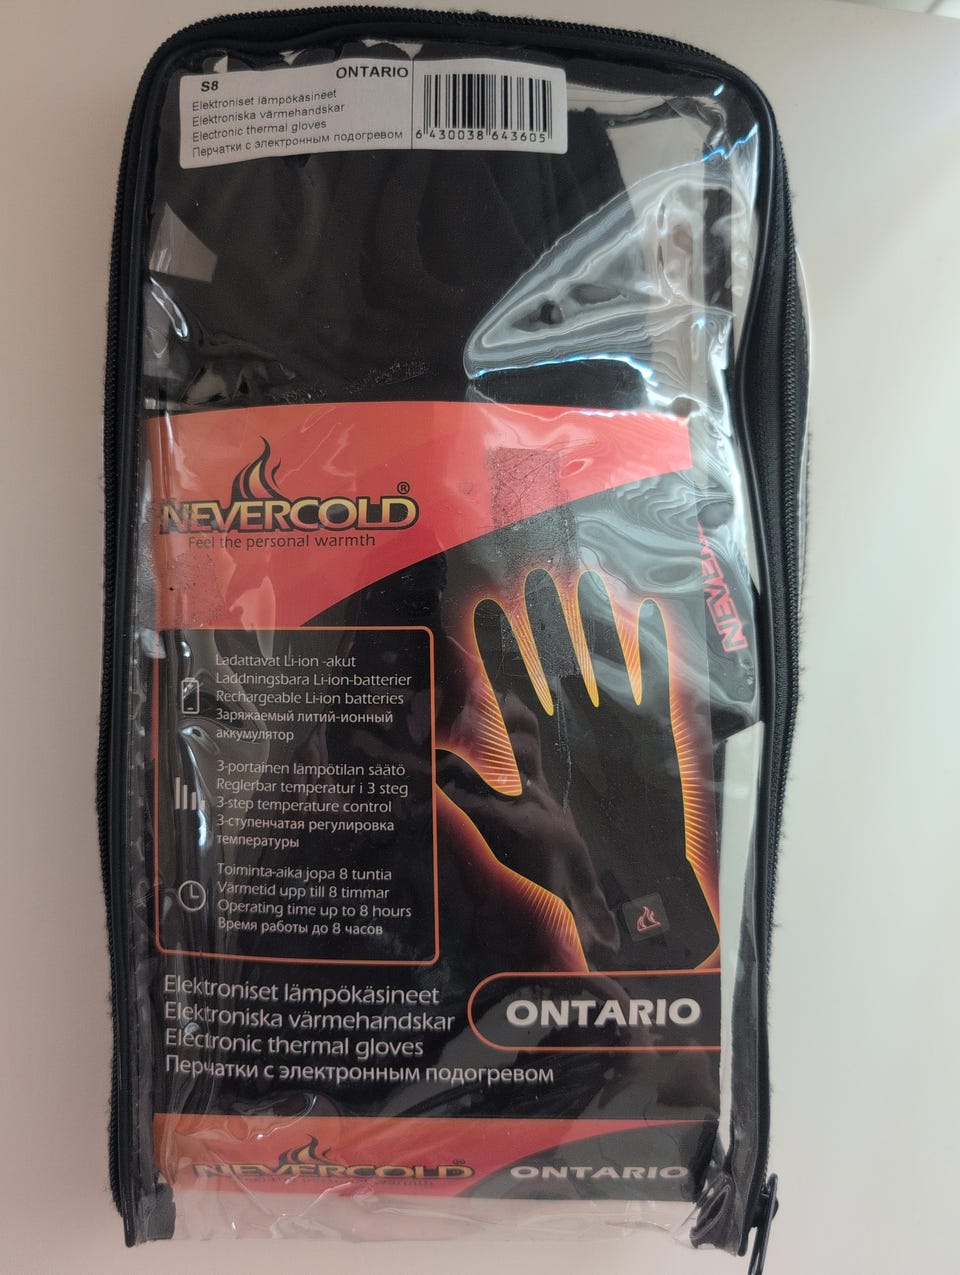 S8 ONTARIO
Elektroniset lämpökäsineet
Elektroniska värmehandskar
Electronic thermal gloves
Перчатки с электронным подогревом
6 430038 643605
NEVERCOLD®
Feel the personal warmth
Ladattavat Li-ion -akut
Laddningsbara Li-ion-batterier
Rechargeable Li-ion batteries
Заряжаемый литий-ионный
аккумулятор
3-portainen lämpötilan säätö
Reglerbar temperatur i 3 steg
3-step temperature control
3-ступенчатая регулировка
температуры
Toiminta-aika jopa 8 tuntia
Värmetid upp till 8 timmar
Operating time up to 8 hours
Время работы до 8 часов
Elektroniset lämpökäsineet
Elektroniska värmehandskar
Electronic thermal gloves
Перчатки с электронным подогревом
ONTARIO
NEVERCOLD®
ONTARIO